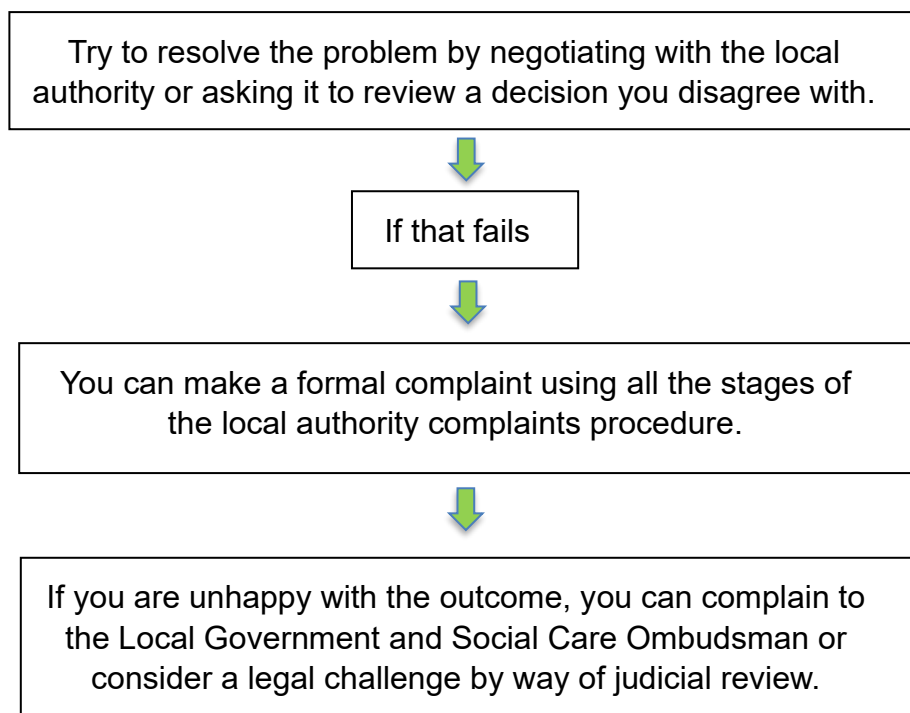 Try to resolve the problem by negotiating with the local
authority or asking it to review a decision you disagree with.
If that fails
You can make a formal complaint using all the stages of
the local authority complaints procedure.
If you are unhappy with the outcome, you can complain to
the Local Government and Social Care Ombudsman or
consider a legal challenge by way of judicial review.